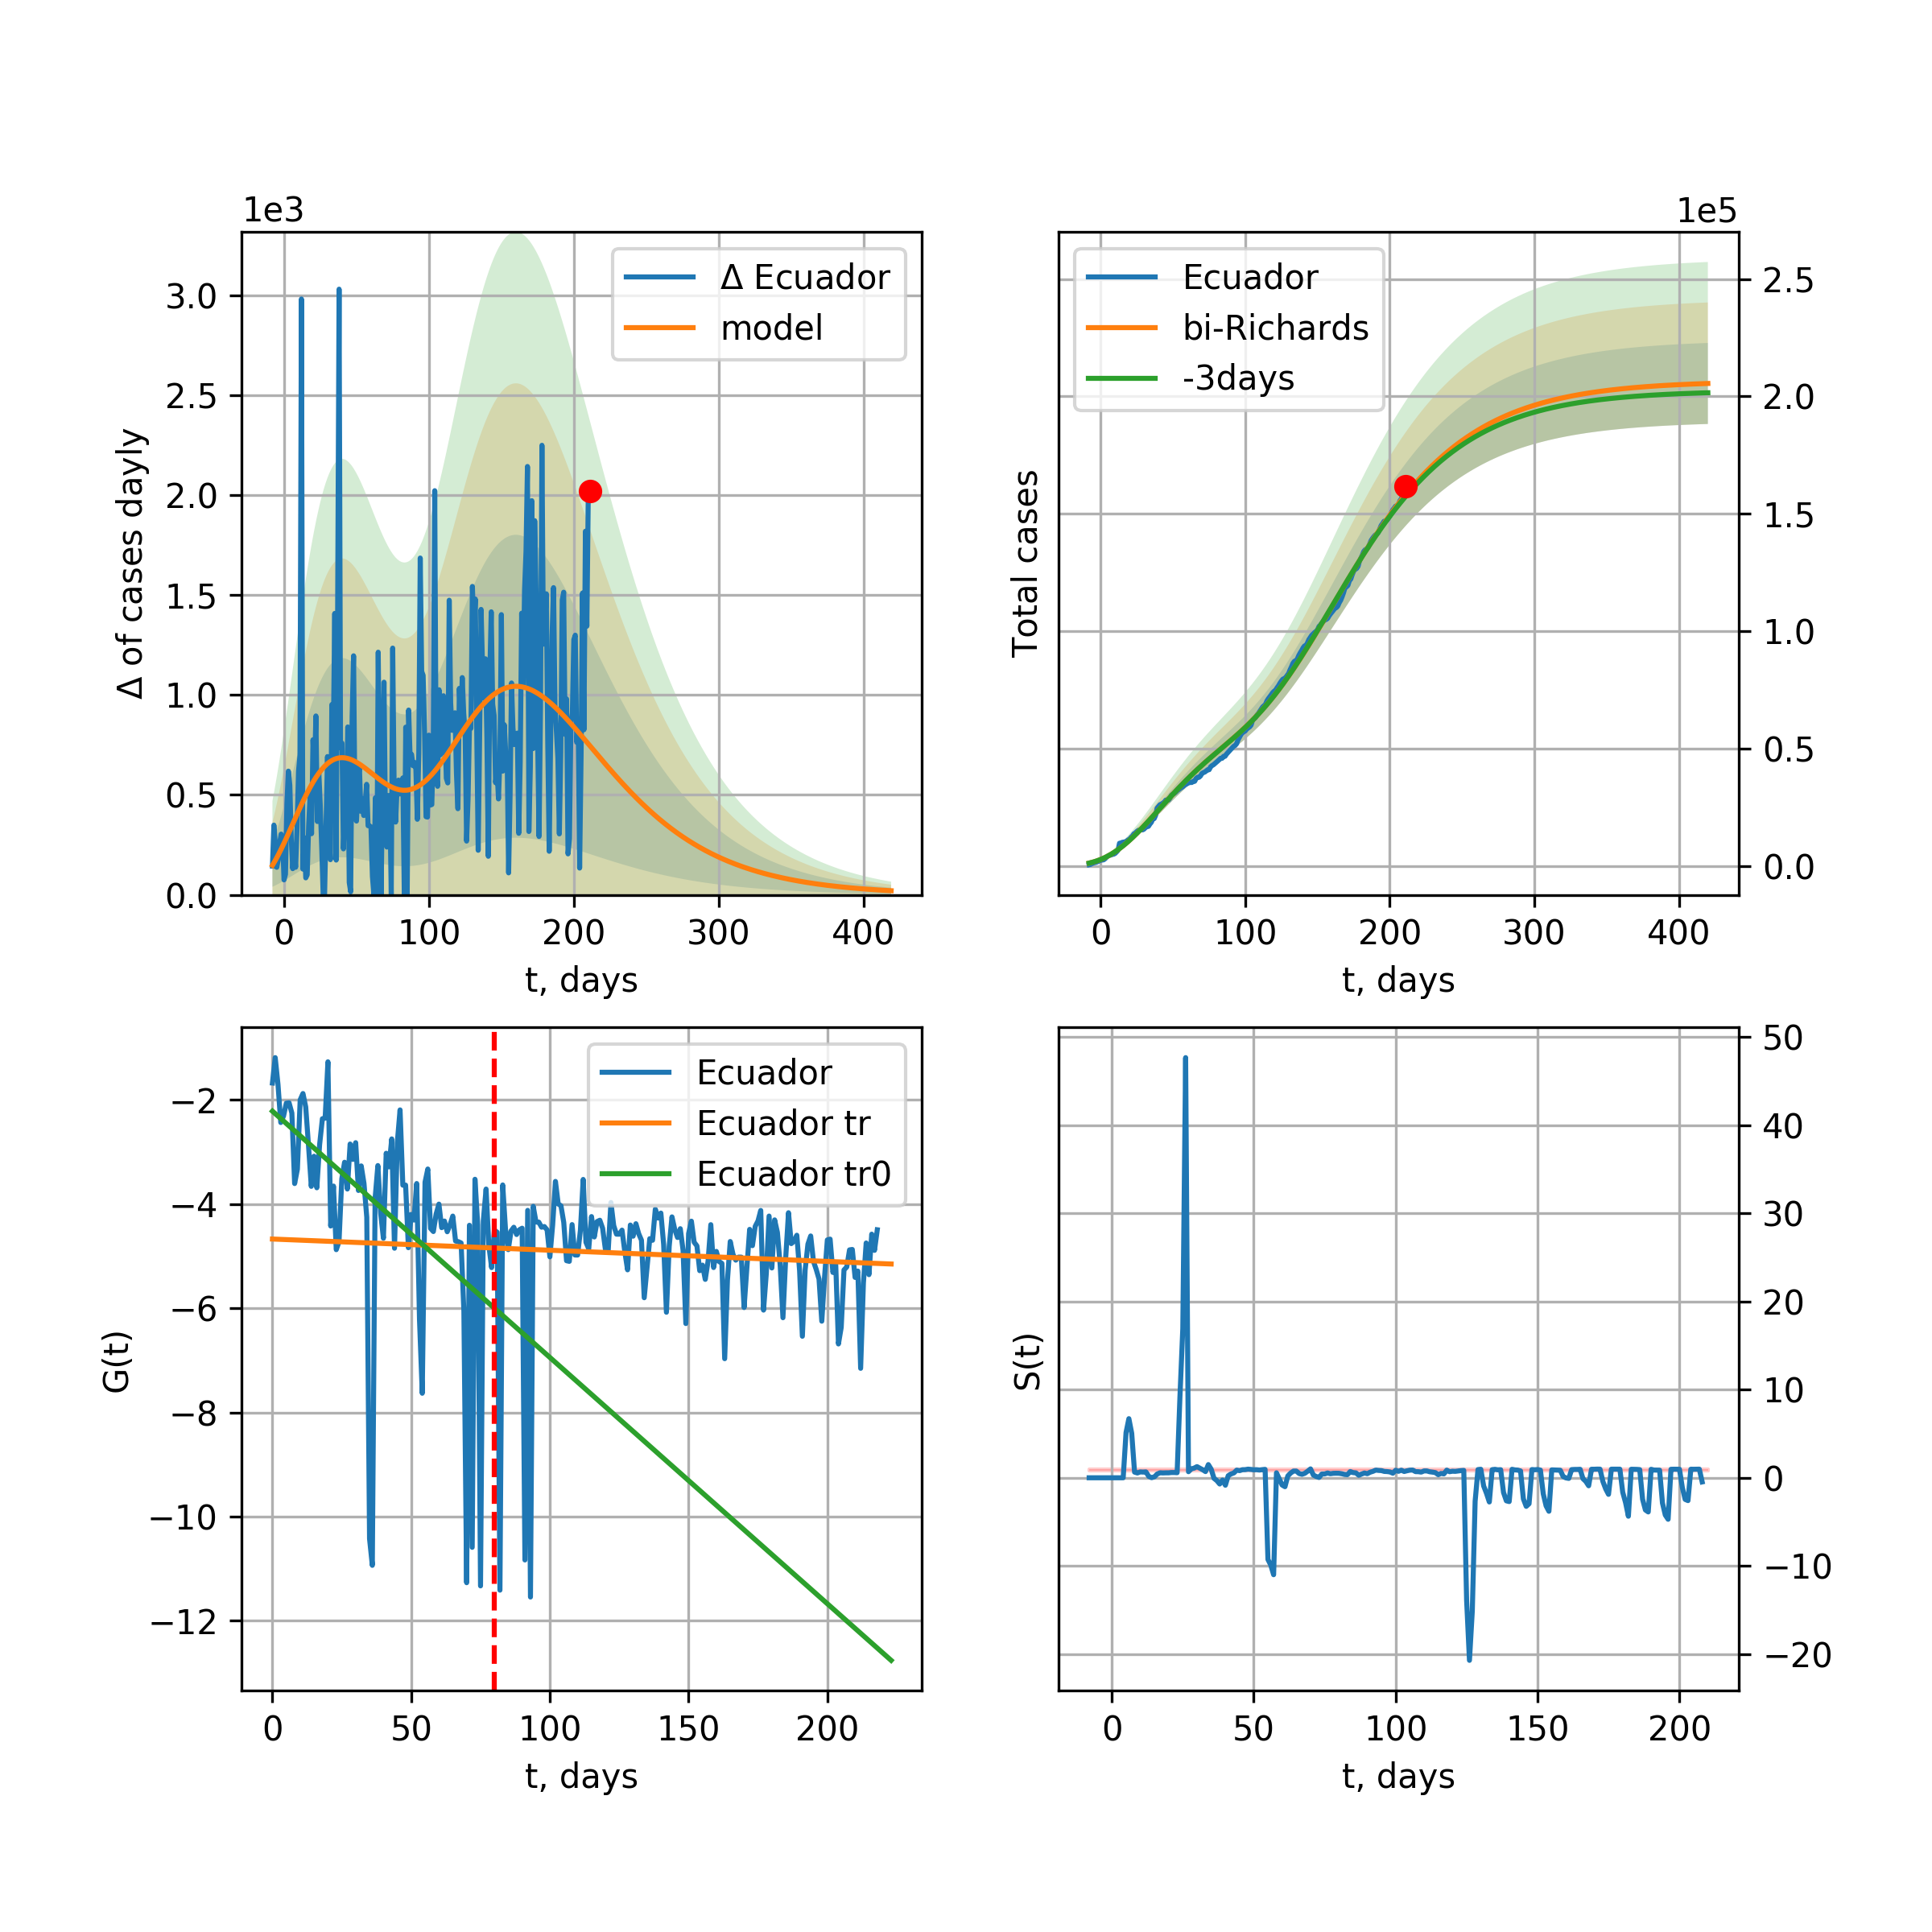 1e3
Δ of cases dayly
3.0
2.5
2.0
1.5
1.0
0.5
0.0
0 100 200 300 400
t, days
Δ Ecuador
model
1e5
Total cases
2.5
2.0
1.5
1.0
0.5
0.0
0 100 200 300 400
t, days
Ecuador
bi-Richards
-3days
G(t)
−2
−4
−6
−8
−10
−12
0 50 100 150 200
t, days
Ecuador
Ecuador tr
Ecuador tr0
S(t)
50
40
30
20
10
0
−10
−20
0 50 100 150 200
t, days